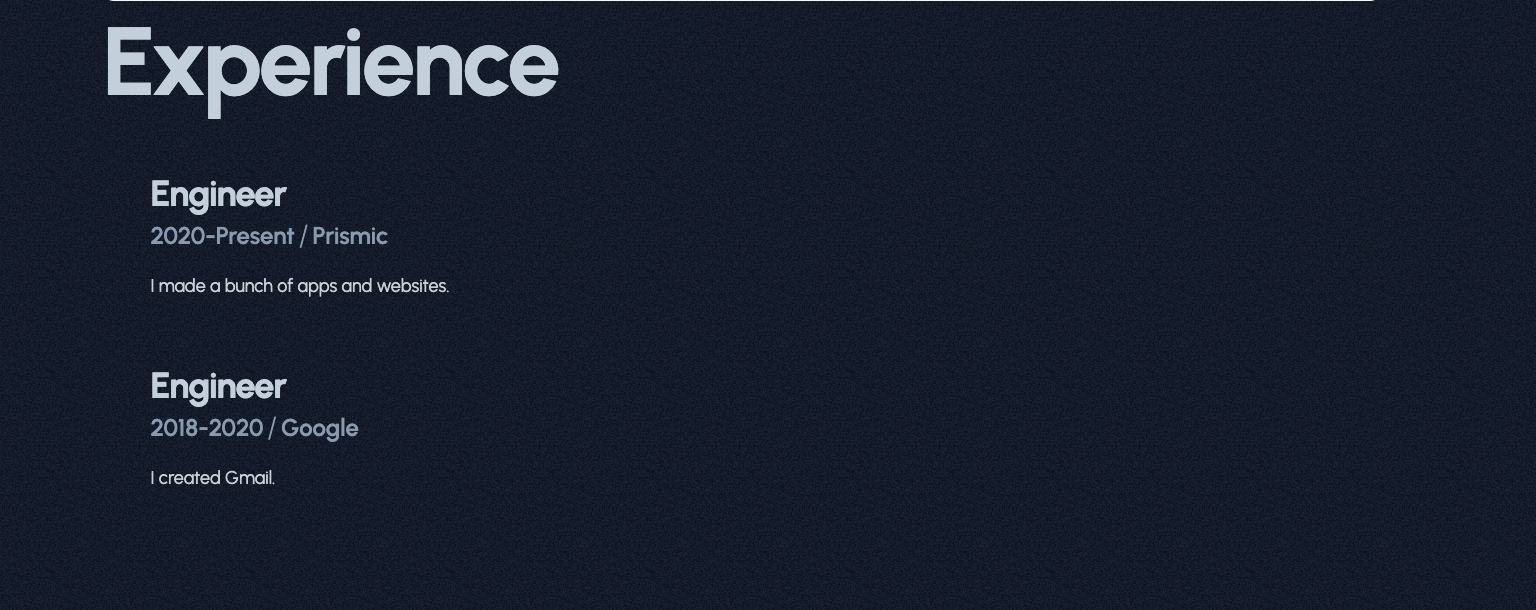 Experience
Engineer
2020-Present / Prismic
I made a bunch of apps and websites.
Engineer
2018-2020 / Google
I created Gmail.